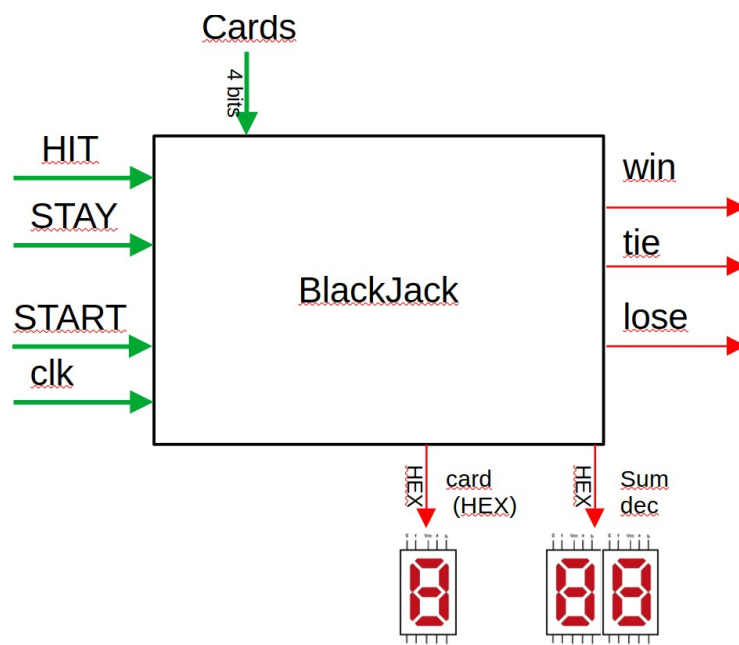 Cards
4 bits
HIT
STAY
START
clk
BlackJack
win
tie
lose
HEX
card
(HEX)
HEX
Sum
dec